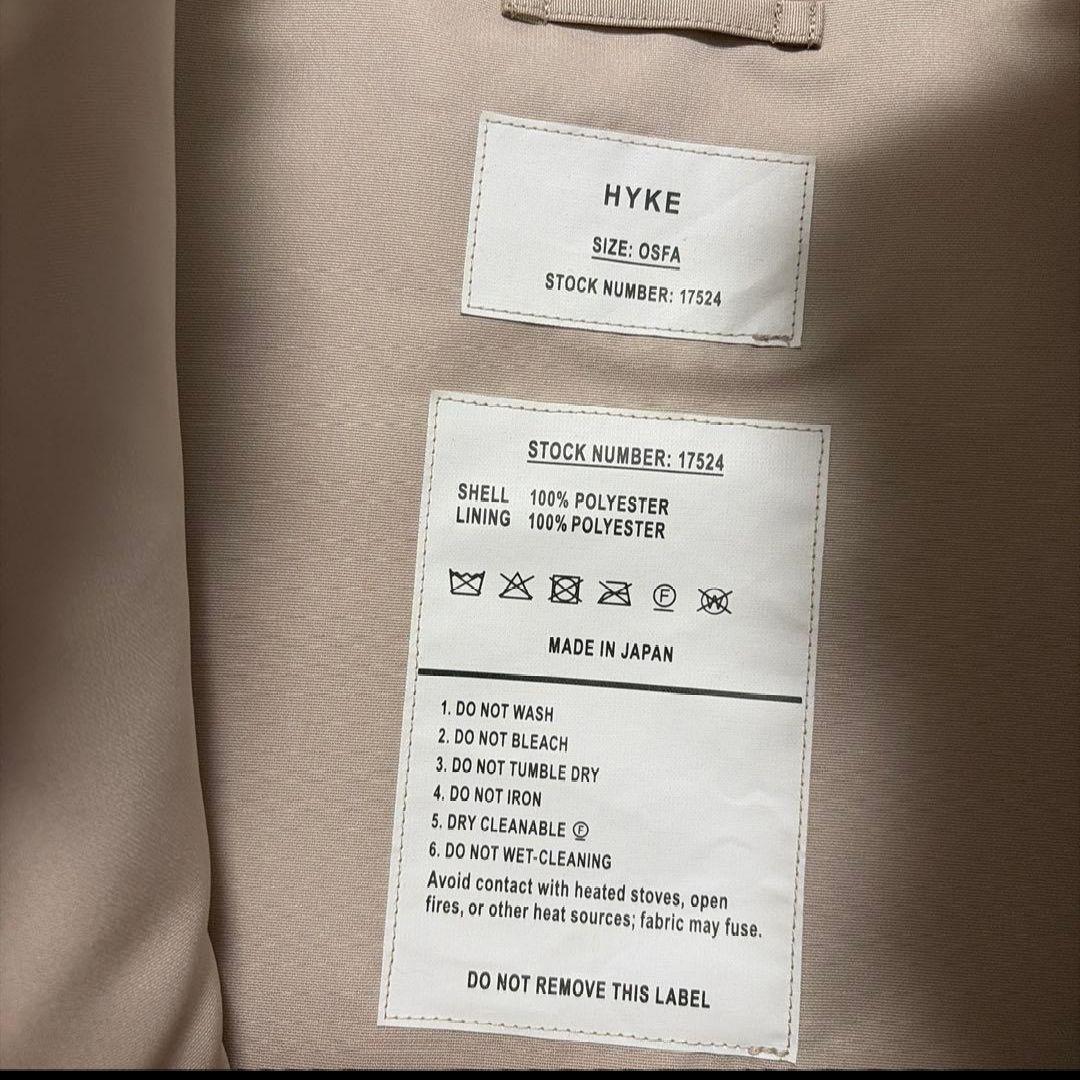 HYKE
SIZE: OSFA
STOCK NUMBER: 17524
STOCK NUMBER: 17524
SHELL 100% POLYESTER
LINING 100% POLYESTER
F W
MADE IN JAPAN
1. DO NOT WASH
2. DO NOT BLEACH
3. DO NOT TUMBLE DRY
4. DO NOT IRON
5. DRY CLEANABLE Ⓕ
6. DO NOT WET-CLEANING
Avoid contact with heated stoves, open
fires, or other heat sources; fabric may fuse.
DO NOT REMOVE THIS LABEL